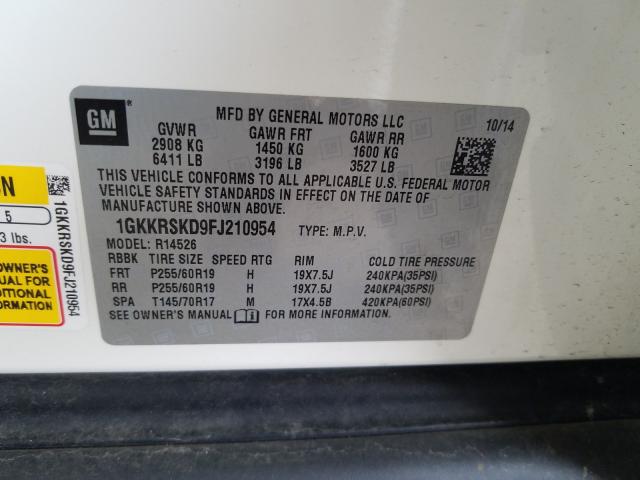 GM
MFD BY GENERAL MOTORS LLC
10/14
GVWR GAWR FRT GAWR RR
2908 KG 1450 KG 1600 KG
6411 LB 3196 LB 3527 LB
THIS VEHICLE CONFORMS TO ALL APPLICABLE U.S. FEDERAL MOTOR
VEHICLE SAFETY STANDARDS IN EFFECT ON THE DATE OF
MANUFACTURE SHOWN ABOVE.
1GKKRSKD9FJ210954 TYPE: M.P.V.
MODEL: R14526
RBBK TIRE SIZE SPEED RTG RIM COLD TIRE PRESSURE
FRT P255/60R19 H 19X7.5J 240KPA(35PSI)
RR P255/60R19 H 19X7.5J 240KPA(35PSI)
SPA T145/70R17 M 17X4.5B 420KPA(60PSI)
SEE OWNER'S MANUAL FOR MORE INFORMATION.
5
3 lbs.
OWNER'S
MANUAL FOR
ADDITIONAL
INFORMATION
1GKKRSKD9FJ210954